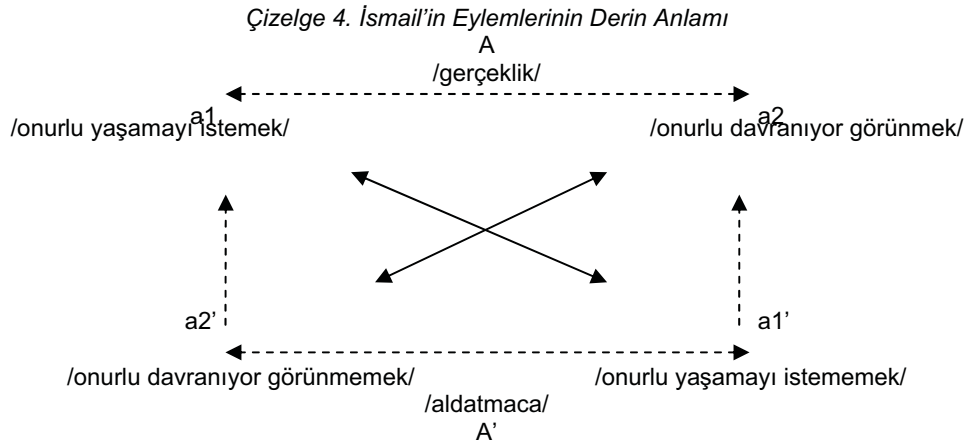 Çizelge 4. İsmail'in Eylemlerinin Derin Anlamı
A
/gerçeklik/
a1 a2
/onurlu yaşamayı istemek/ /onurlu davranıyor görünmek/
a2' a1'
/onurlu davranıyor görünmemek/ /onurlu yaşamayı istememek/
/aldatmaca/
A'